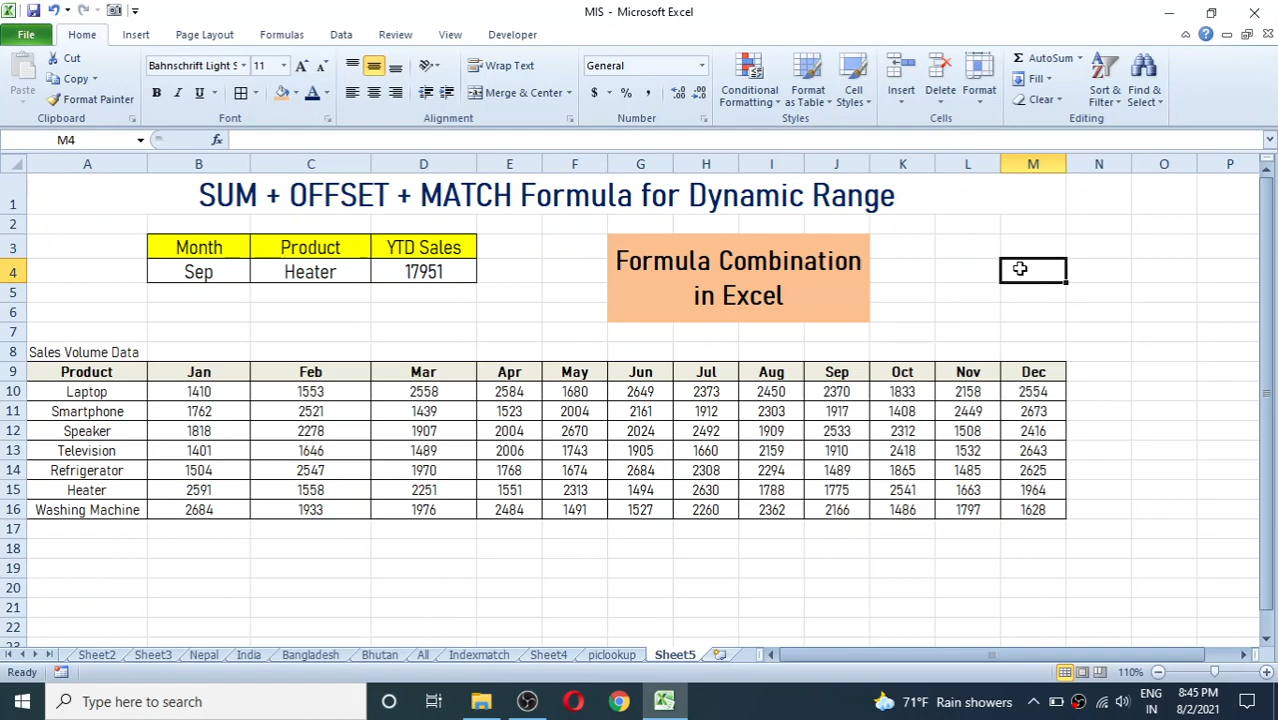 MIS - Microsoft Excel
File Home Insert Page Layout Formulas Data Review View Developer
Paste
Cut
Copy
Format Painter
Clipboard
Bahnschrift Light S 11
B I U
Font
Wrap Text
Merge & Center
Alignment
General
$ % ,
Number
Conditional Formatting
Format as Table
Cell Styles
Styles
Insert
Delete
Format
Cells
Σ AutoSum
Fill
Clear
Sort & Filter
Find & Select
Editing
M4 fx
A B C D E F G H I J K L M N O P
1 SUM + OFFSET + MATCH Formula for Dynamic Range
2
3 Month Product YTD Sales
4 Sep Heater 17951
Formula Combination
in Excel
5
6
7
8 Sales Volume Data
9 Product Jan Feb Mar Apr May Jun Jul Aug Sep Oct Nov Dec
10 Laptop 1410 1553 2558 2584 1680 2649 2373 2450 2370 1833 2158 2554
11 Smartphone 1762 2521 1439 1523 2004 2161 1912 2303 1917 1408 2449 2673
12 Speaker 1818 2278 1907 2004 2670 2024 2492 1909 2533 2312 1508 2416
13 Television 1401 1646 1489 2006 1743 1905 1660 2159 1910 2418 1532 2643
14 Refrigerator 1504 2547 1970 1768 1674 2684 2308 2294 1489 1865 1485 2625
15 Heater 2591 1558 2251 1551 2313 1494 2630 1788 1775 2541 1663 1964
16 Washing Machine 2684 1933 1976 2484 1491 1527 2260 2362 2166 1486 1797 1628
17
18
19
20
21
22
23
Sheet2 Sheet3 Nepal India Bangladesh Bhutan All Indexmatch Sheet4 picklookup Sheet5
Ready 110%
Type here to search
71°F Rain showers
ENG
IN
8:45 PM
8/2/2021